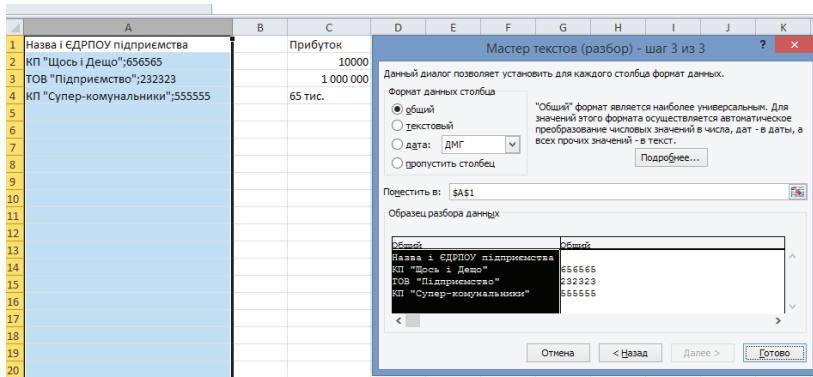 A B C D E F G H I J K
1 Назва і ЄДРПОУ підприємства Прибуток
2 КП "Щось і Дещо";656565 10000
3 ТОВ "Підприємство";232323 1 000 000
4 КП "Супер-комунальники";555555 65 тис.
5
6
7
8
9
10
11
12
13
14
15
16
17
18
19
20
Мастер текстов (разбор) - шаг 3 из 3 ? ×
Данный диалог позволяет установить для каждого столбца формат данных.
Формат данных столбца
общий
текстовый
дата: ДМГ
пропустить столбец
"Общий" формат является наиболее универсальным. Для
значений этого формата осуществляется автоматическое
преобразование числовых значений в числа, дат - в даты, а
всех прочих значений - в текст.
Подробнее...
Поместить в: $A$1
Образец разбора данных
Общий Общий
Назва і ЄДРПОУ підприємства
КП "Щось і Дещо" 656565
ТОВ "Підприємство" 232323
КП "Супер-комунальники" 555555
Отмена < Назад Далее > Готово